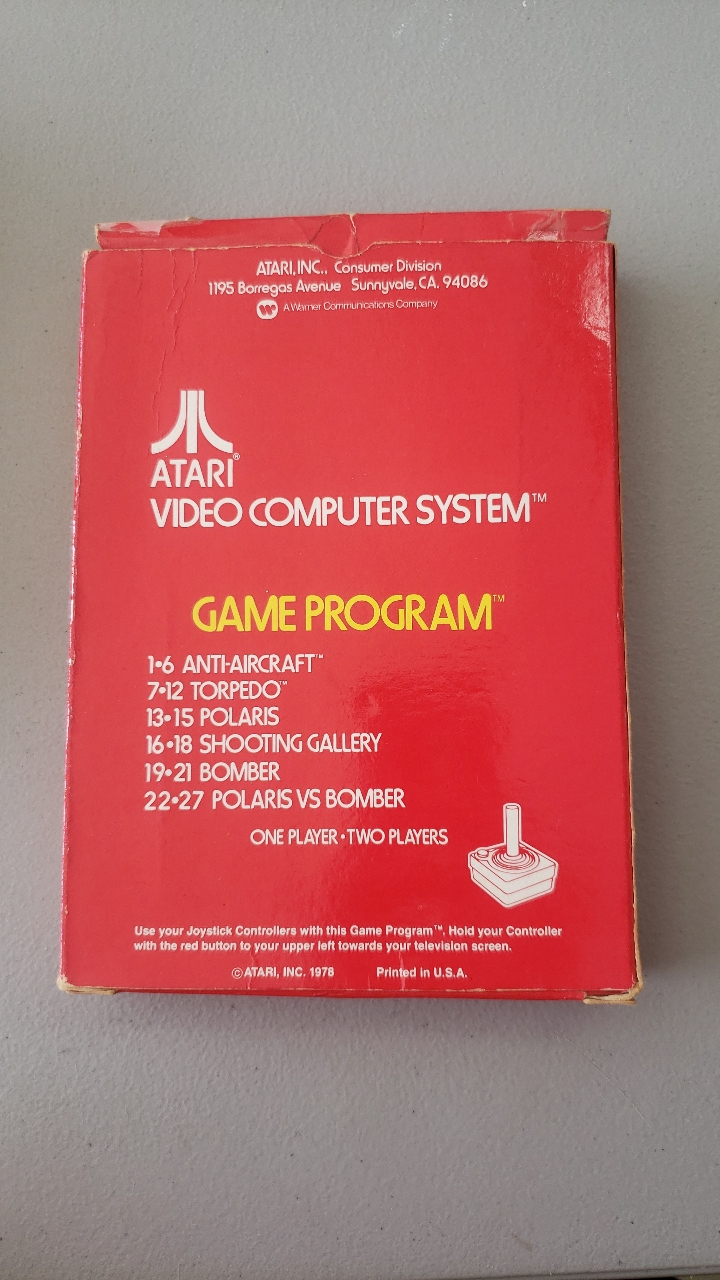 ATARI, INC., Consumer Division
1195 Borregas Avenue Sunnyvale, CA. 94086
A Warner Communications Company
ATARI®
VIDEO COMPUTER SYSTEM™
GAME PROGRAM™
1•6 ANTI-AIRCRAFT™
7•12 TORPEDO™
13•15 POLARIS
16•18 SHOOTING GALLERY
19•21 BOMBER
22•27 POLARIS VS BOMBER
ONE PLAYER • TWO PLAYERS
Use your Joystick Controllers with this Game Program™. Hold your Controller
with the red button to your upper left towards your television screen.
©ATARI, INC. 1978 Printed in U.S.A.